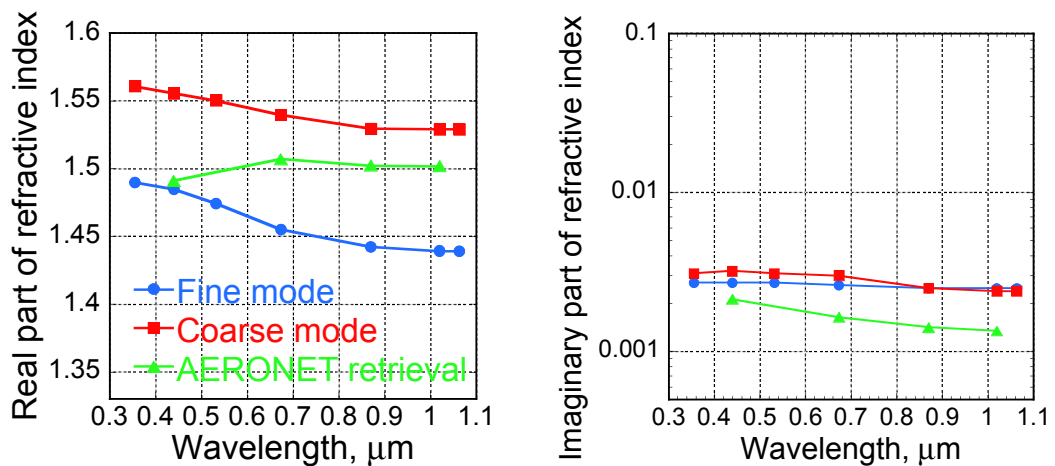 Real part of refractive index
1.6
1.55
1.5
1.45
1.4
1.35
Fine mode
Coarse mode
AERONET retrieval
0.3 0.4 0.5 0.6 0.7 0.8 0.9 1 1.1
Wavelength, μm
Imaginary part of refractive index
0.1
0.01
0.001
0.3 0.4 0.5 0.6 0.7 0.8 0.9 1 1.1
Wavelength, μm